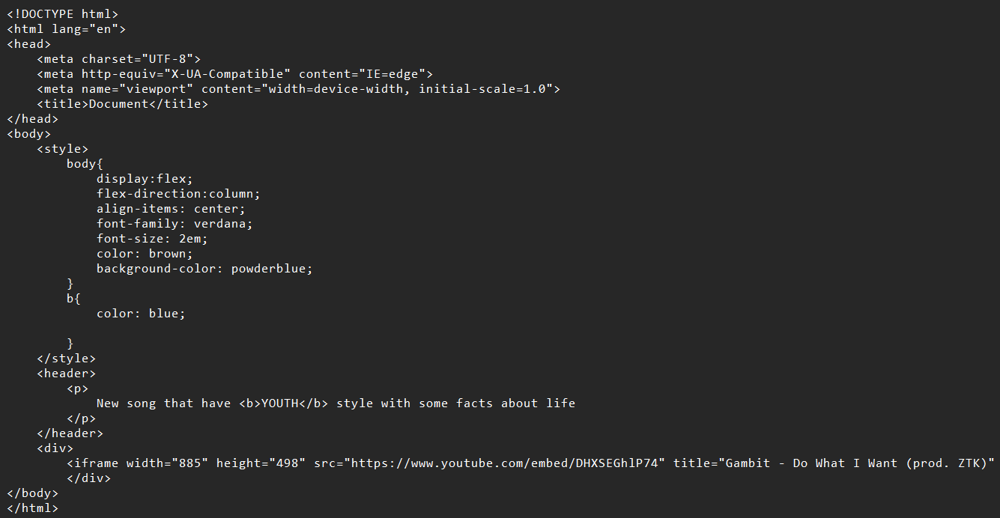 <!DOCTYPE html>
<html lang="en">
<head>
    <meta charset="UTF-8">
    <meta http-equiv="X-UA-Compatible" content="IE=edge">
    <meta name="viewport" content="width=device-width, initial-scale=1.0">
    <title>Document</title>
</head>
<body>
    <style>
        body{
            display:flex;
            flex-direction:column;
            align-items: center;
            font-family: verdana;
            font-size: 2em;
            color: brown;
            background-color: powderblue;
        }
        b{
            color: blue;

        }
    </style>
    <header>
        <p>
            New song that have <b>YOUTH</b> style with some facts about life
        </p>
    </header>
    <div>
        <iframe width="885" height="498" src="https://www.youtube.com/embed/DHXSEGhlP74" title="Gambit - Do What I Want (prod. ZTK)"
        </div>
</body>
</html>